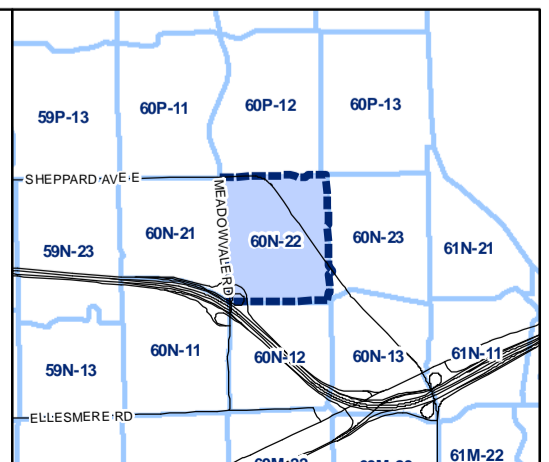 60P-12
60P-13
60P-11
59P-13
SHEPPARD AVE E
MEADOWVALE RD
60N-21
60N-22
60N-23
61N-21
59N-23
60N-11
60N-12
60N-13
61N-11
59N-13
ELLESMERE RD
61M-22